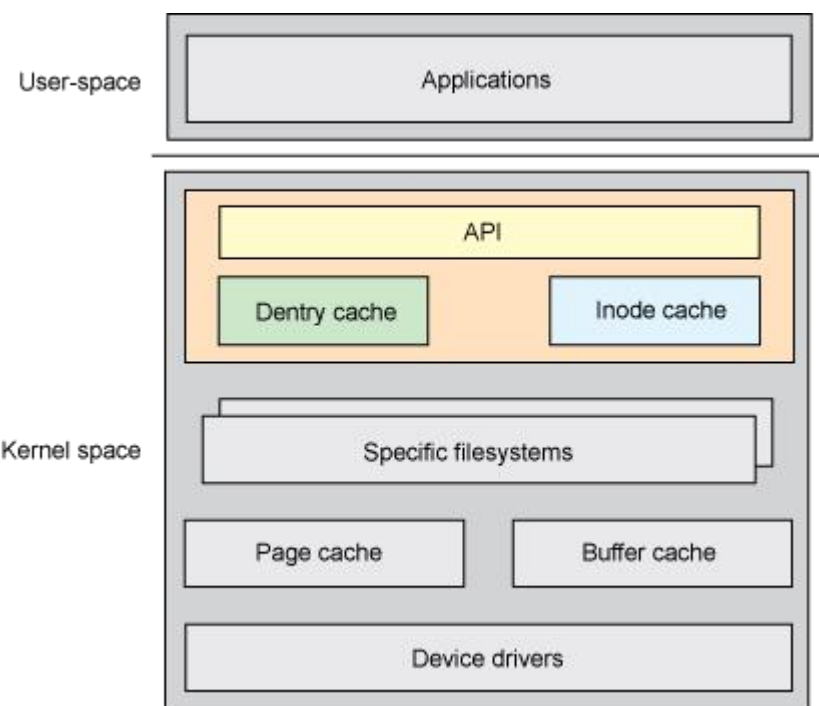 User-space
Applications
API
Dentry cache
Inode cache
Kernel space
Specific filesystems
Page cache
Buffer cache
Device drivers